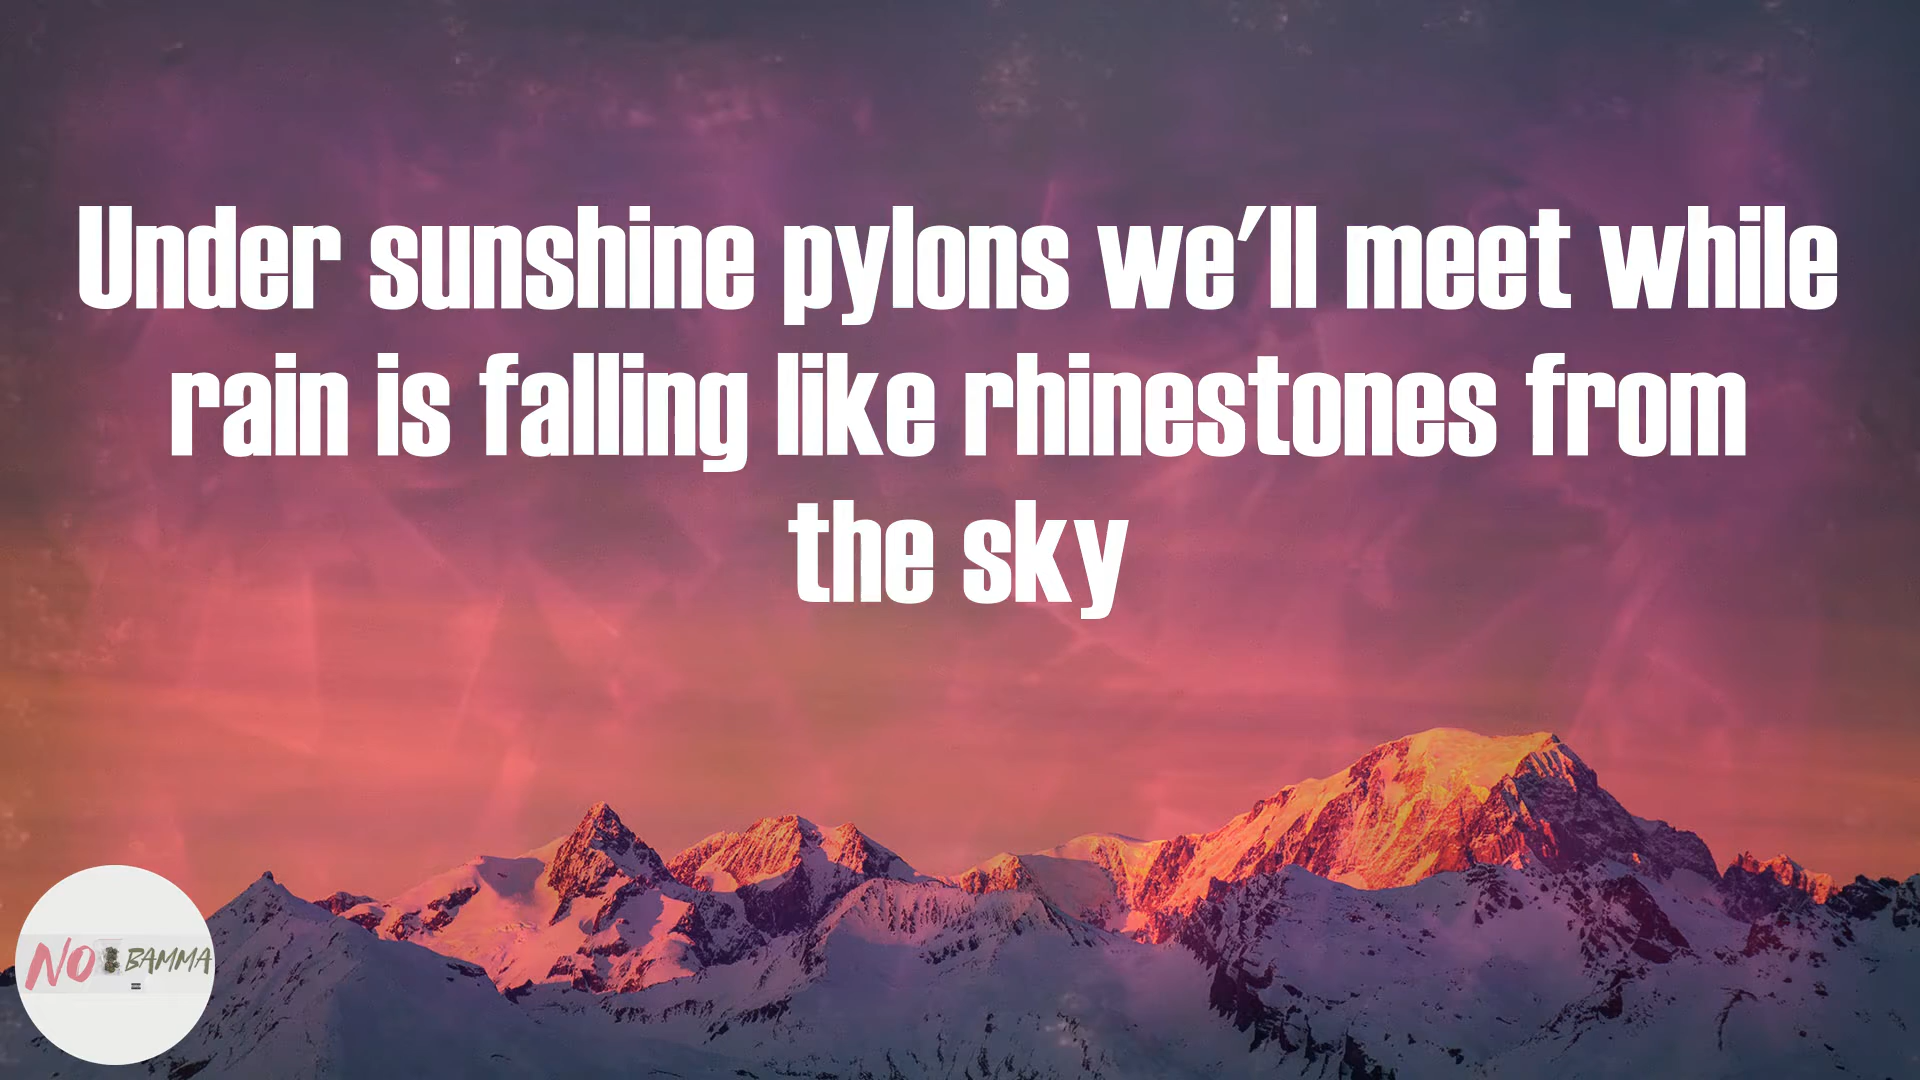 Under sunshine pylons we'll meet while
rain is falling like rhinestones from
the sky
NO BAMMA